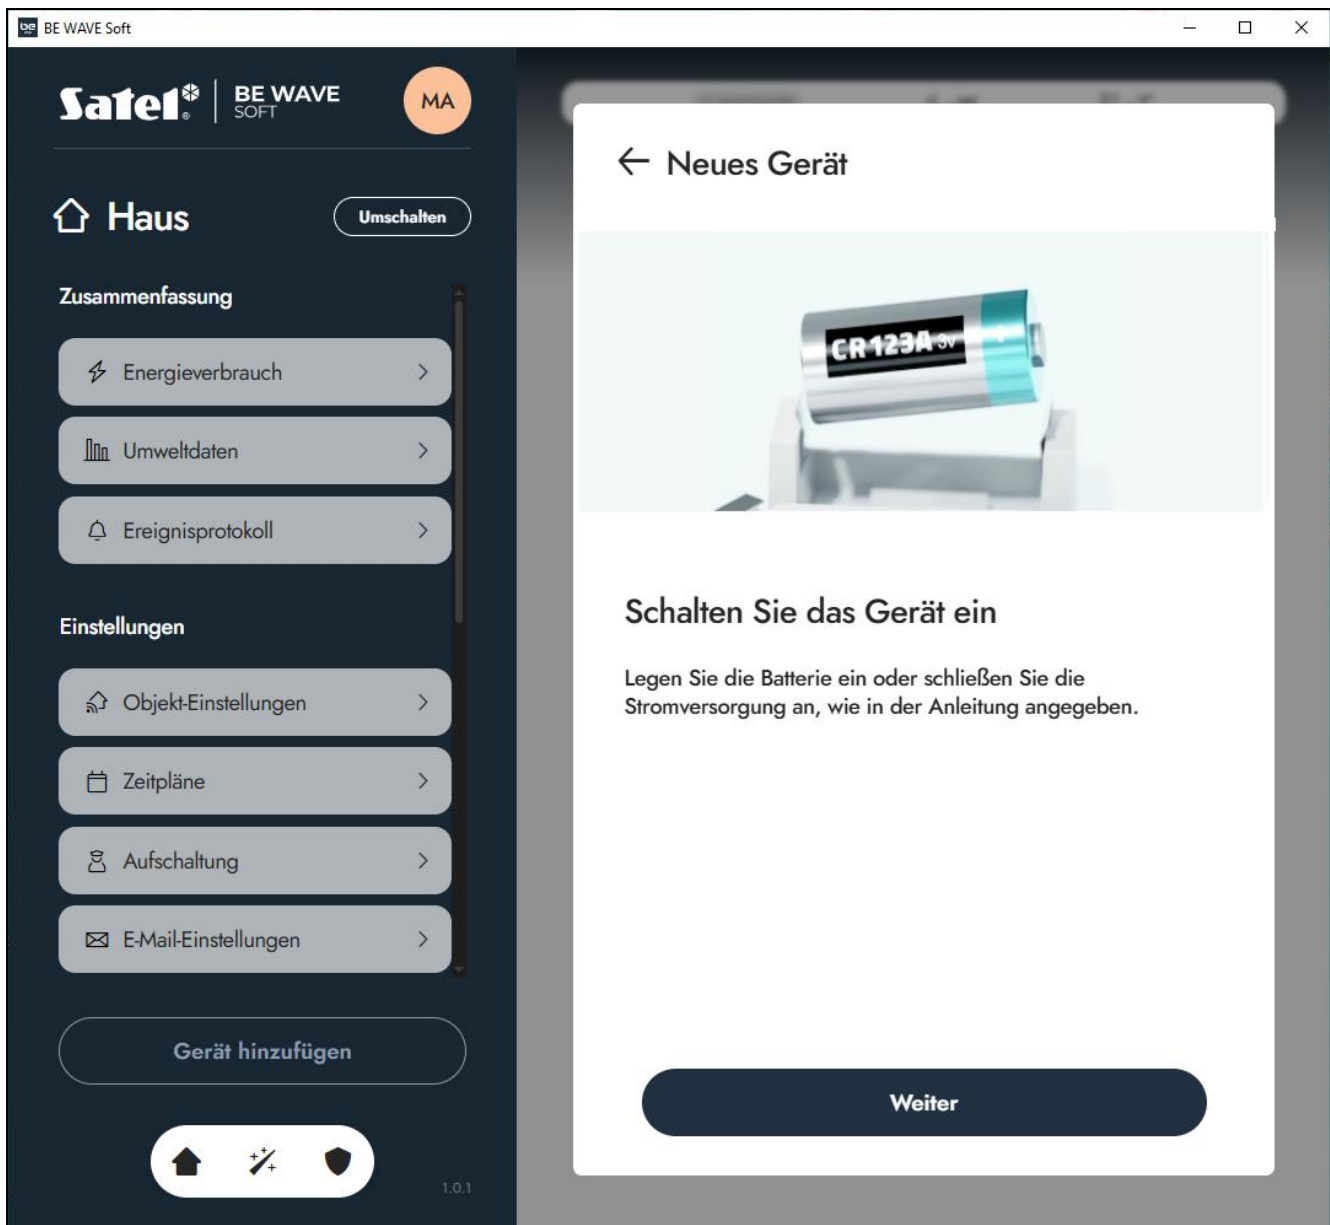 BE WAVE Soft
Satel® BE WAVE SOFT
MA
Haus
Umschalten
Zusammenfassung
Energieverbrauch
Umweltdaten
Ereignisprotokoll
Einstellungen
Objekt-Einstellungen
Zeitpläne
Aufschaltung
E-Mail-Einstellungen
Gerät hinzufügen
1.0.1
Neues Gerät
CR123A 3v
Schalten Sie das Gerät ein
Legen Sie die Batterie ein oder schließen Sie die
Stromversorgung an, wie in der Anleitung angegeben.
Weiter